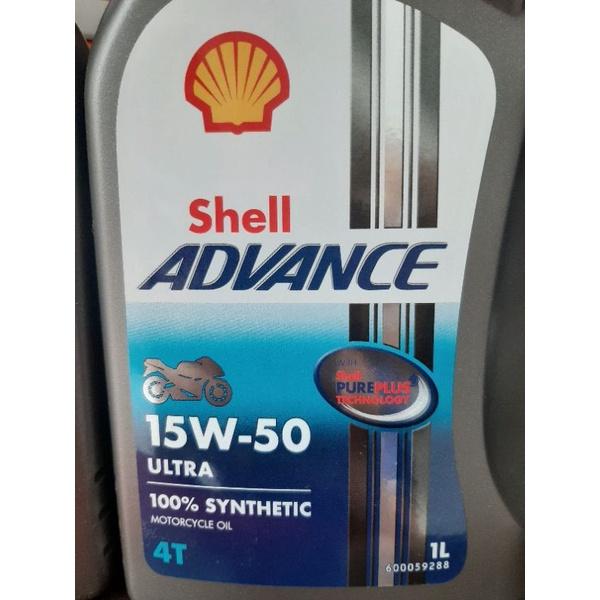 Shell
ADVANCE
WITH
Shell
PUREPLUS
TECHNOLOGY
15W-50
ULTRA
100% SYNTHETIC
MOTORCYCLE OIL
4T
1L
600059288